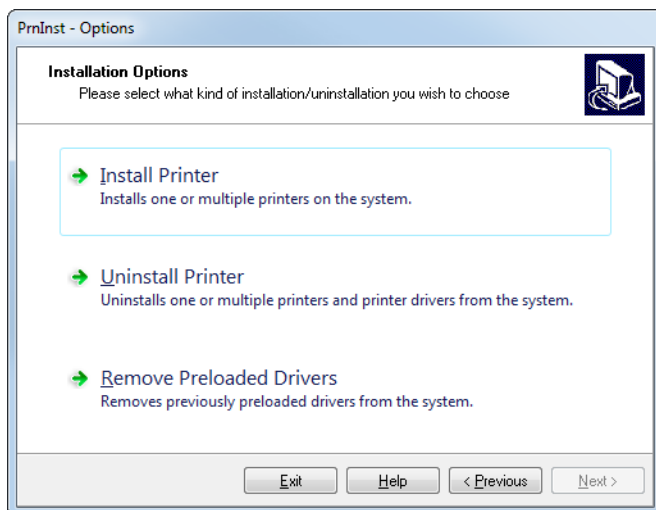 PrnInst - Options
Installation Options
Please select what kind of installation/uninstallation you wish to choose
Install Printer
Installs one or multiple printers on the system.
Uninstall Printer
Uninstalls one or multiple printers and printer drivers from the system.
Remove Preloaded Drivers
Removes previously preloaded drivers from the system.
Exit Help < Previous Next >